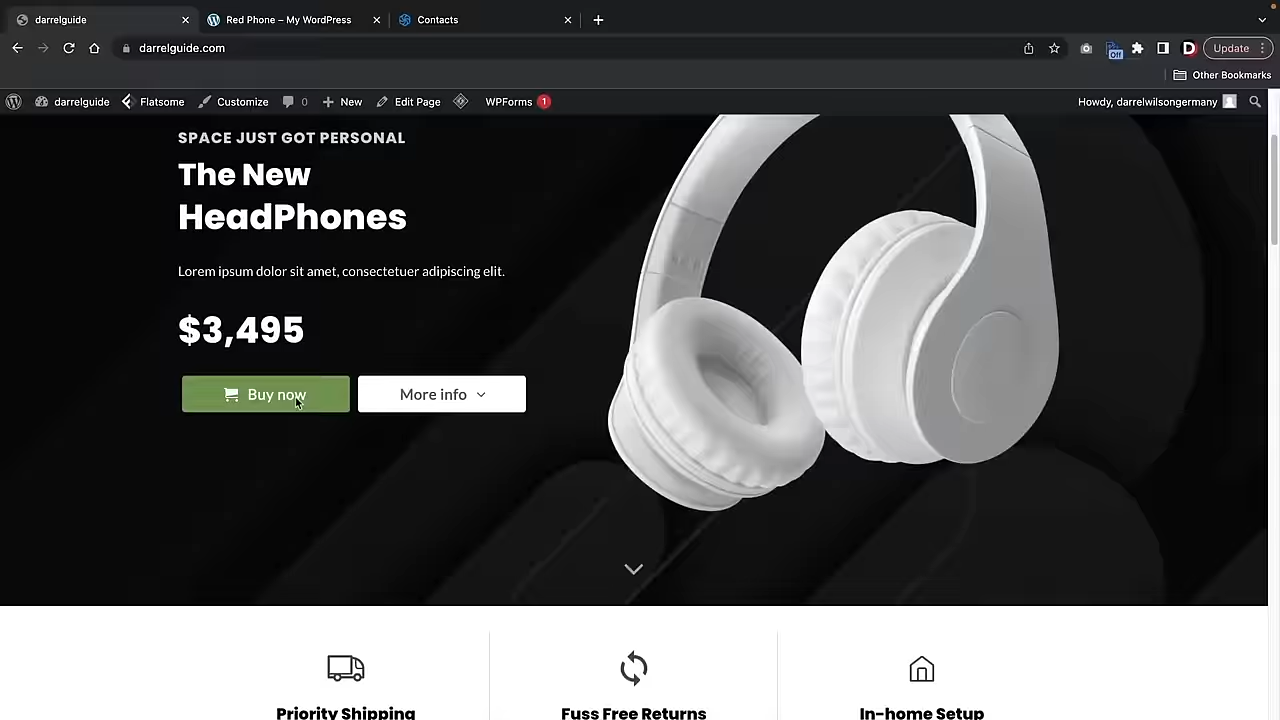 darrelguide
Red Phone – My WordPress
Contacts
darrelguide.com
Off
D
Update
Other Bookmarks
darrelguide
Flatsome
Customize
0
New
Edit Page
WPForms 1
Howdy, darrelwilsongermany
SPACE JUST GOT PERSONAL
The New
HeadPhones
Lorem ipsum dolor sit amet, consectetuer adipiscing elit.
$3,495
Buy now
More info
Priority Shipping
Fuss Free Returns
In-home Setup